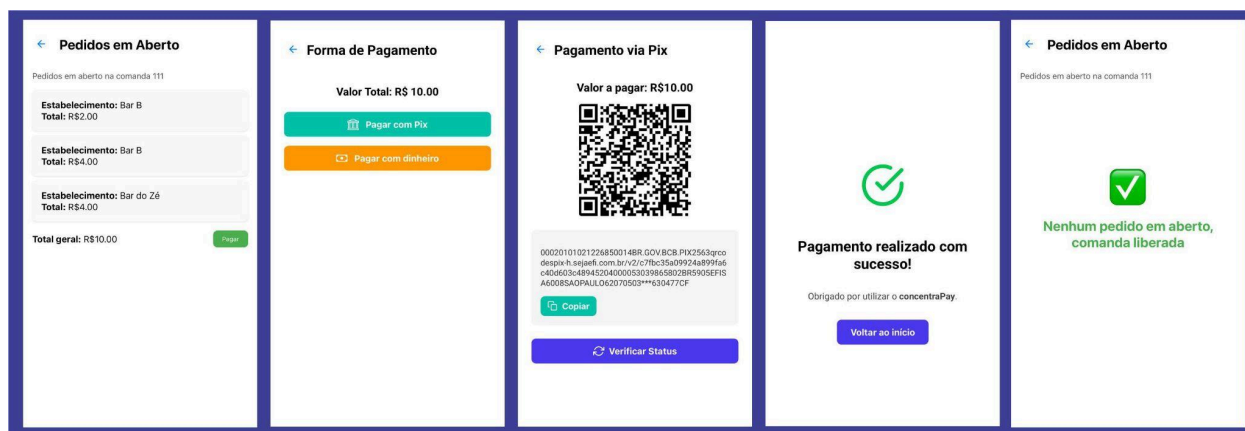 Pedidos em Aberto
Pedidos em aberto na comanda 111
Estabelecimento: Bar B
Total: R$2.00
Estabelecimento: Bar B
Total: R$4.00
Estabelecimento: Bar do Zé
Total: R$4.00
Total geral: R$10.00
Pagar
Forma de Pagamento
Valor Total: R$ 10.00
Pagar com Pix
Pagar com dinheiro
Pagamento via Pix
Valor a pagar: R$10.00
00020101021226850014BR.GOV.BCB.PIX2563qrco
despix-h.sejaefi.com.br/v2/c7fbc35a09924a899fa6
c40d603c48945204000053039865802BR5905EFIS
A6008SAOPAULO62070503***630477CF
Copiar
Verificar Status
Pagamento realizado com
sucesso!
Obrigado por utilizar o concentraPay.
Voltar ao início
Pedidos em Aberto
Pedidos em aberto na comanda 111
Nenhum pedido em aberto,
comanda liberada